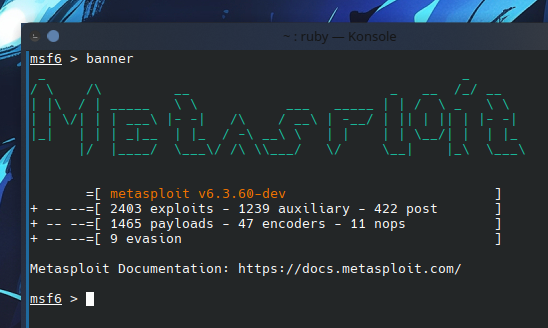 ~ : ruby — Konsole
msf6 > banner
METASPLOIT
=[ metasploit v6.3.60-dev ]
+ -- --=[ 2403 exploits - 1239 auxiliary - 422 post ]
+ -- --=[ 1465 payloads - 47 encoders - 11 nops ]
+ -- --=[ 9 evasion ]
Metasploit Documentation: https://docs.metasploit.com/
msf6 >